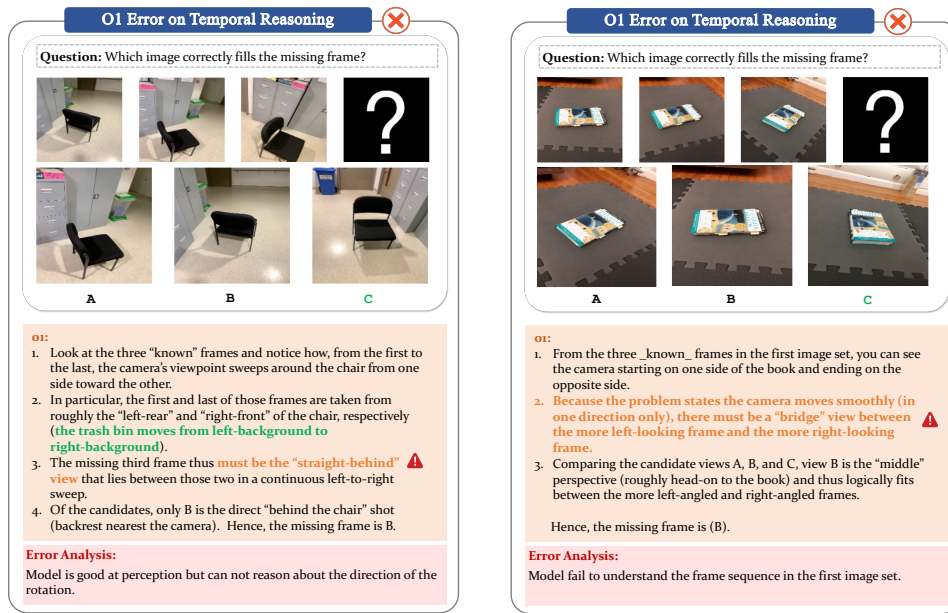 O1 Error on Temporal Reasoning
Question: Which image correctly fills the missing frame?
?
A
B
C
o1:
1. Look at the three “known” frames and notice how, from the first to
the last, the camera’s viewpoint sweeps around the chair from one
side toward the other.
2. In particular, the first and last of those frames are taken from
roughly the “left-rear” and “right-front” of the chair, respectively
(the trash bin moves from left-background to
right-background).
3. The missing third frame thus must be the “straight-behind”
view that lies between those two in a continuous left-to-right
sweep.
4. Of the candidates, only B is the direct “behind the chair” shot
(backrest nearest the camera). Hence, the missing frame is B.
Error Analysis:
Model is good at perception but can not reason about the direction of the
rotation.
O1 Error on Temporal Reasoning
Question: Which image correctly fills the missing frame?
?
A
B
C
o1:
1. From the three _known_ frames in the first image set, you can see
the camera starting on one side of the book and ending on the
opposite side.
2. Because the problem states the camera moves smoothly (in
one direction only), there must be a “bridge” view between
the more left-looking frame and the more right-looking
frame.
3. Comparing the candidate views A, B, and C, view B is the “middle”
perspective (roughly head-on to the book) and thus logically fits
between the more left-angled and right-angled frames.
Hence, the missing frame is (B).
Error Analysis:
Model fail to understand the frame sequence in the first image set.